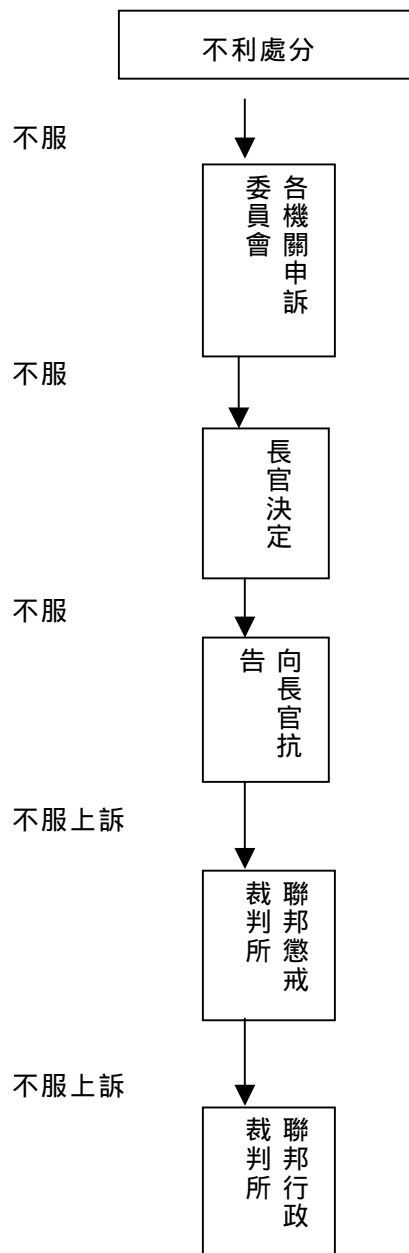 不利處分
不服
各機關申訴
委員會
不服
長官決定
不服
向長官抗
告
不服上訴
聯邦懲戒
裁判所
不服上訴
聯邦行政
裁判所